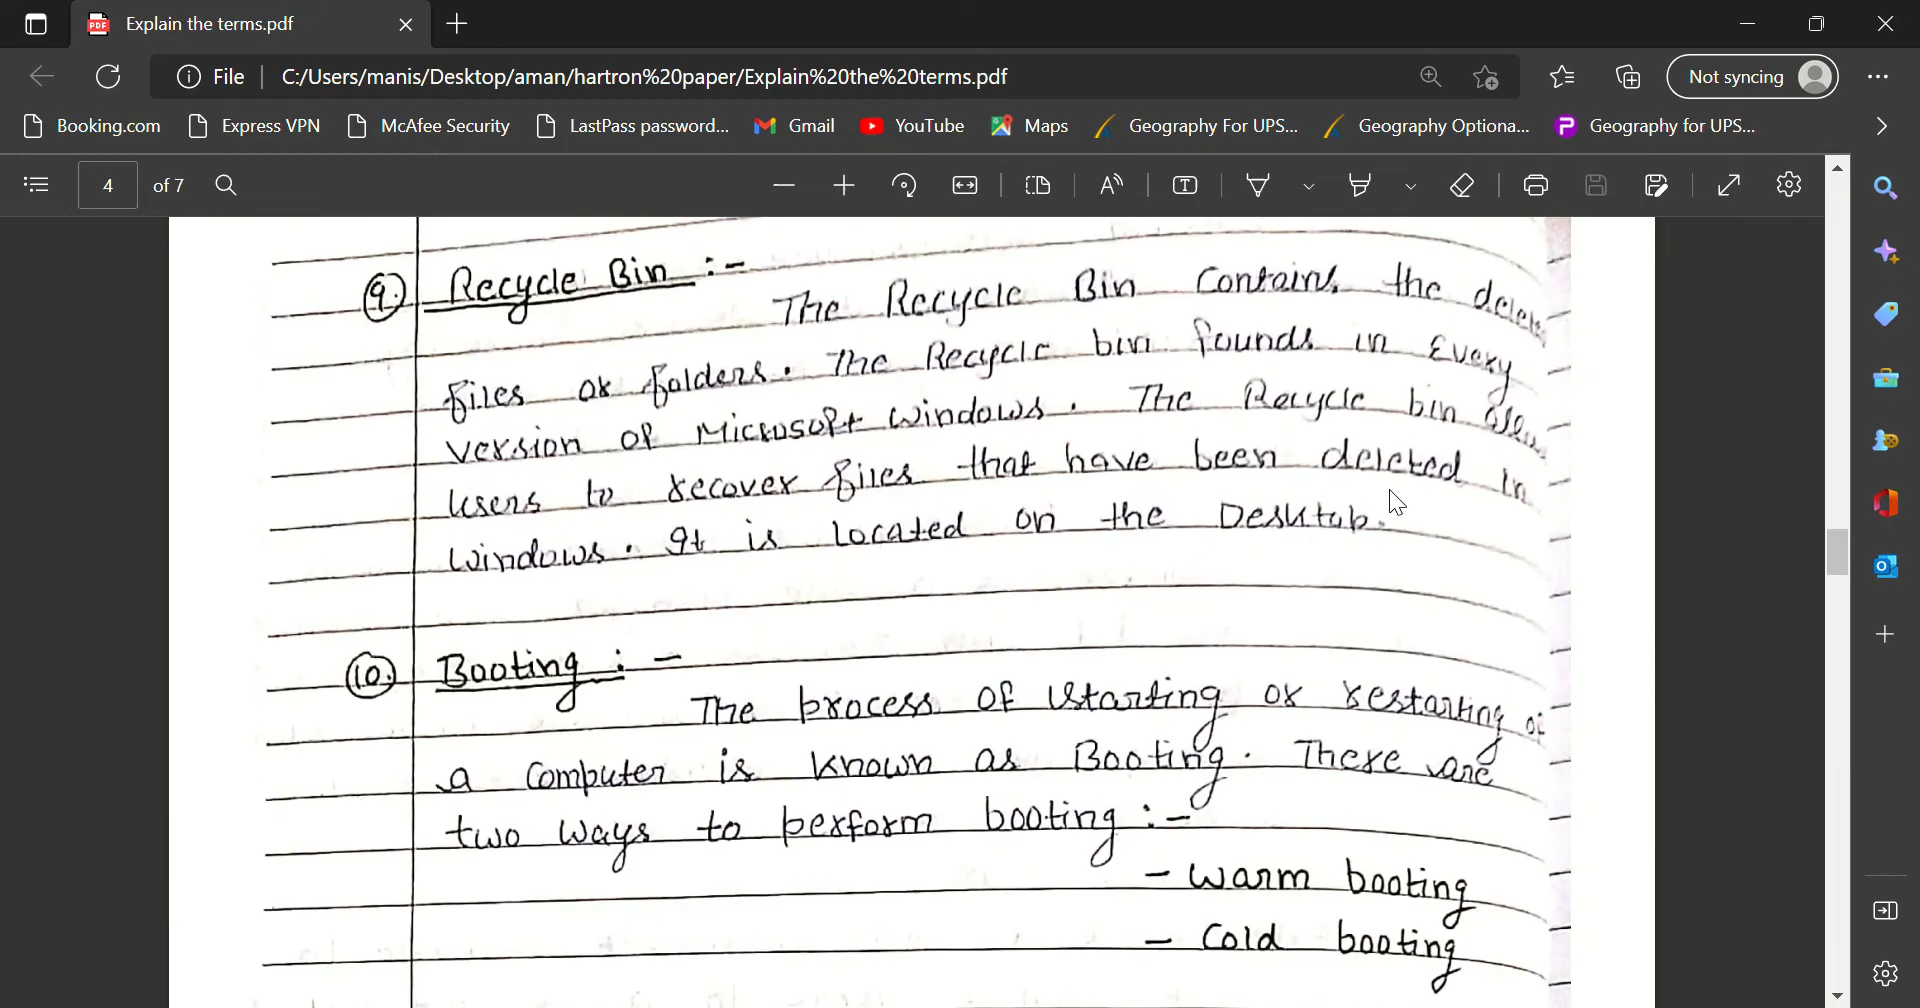 Explain the terms.pdf
File
C:/Users/manis/Desktop/aman/hartron%20paper/Explain%20the%20terms.pdf
Not syncing
Booking.com
Express VPN
McAfee Security
LastPass password...
Gmail
YouTube
Maps
Geography For UPS...
Geography Optiona...
Geography for UPS...
4 of 7
9. Recycle Bin :-
The Recycle Bin Contains the
files or folders. The Recycle bin founds in Every
version of Microsoft Windows. The Recycle bin
users to recover files that have been deleted in
Windows. It is located on the Desktop.
10. Booting : -
The process of Starting or restarting of
a Computer is known as Booting. There are
two ways to perform booting :-
- Warm booting
- Cold booting